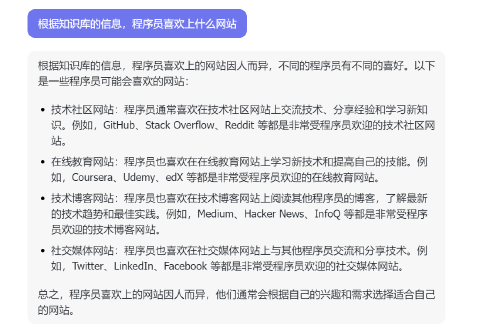 根据知识库的信息，程序员喜欢上什么网站
根据知识库的信息，程序员喜欢上的网站因人而异，不同的程序员有不同的喜好。以下
是一些程序员可能会喜欢的网站：
• 技术社区网站：程序员通常喜欢在技术社区网站上交流技术、分享经验和学习新知
识。例如，GitHub、Stack Overflow、Reddit 等都是非常受程序员欢迎的技术社区网
站。
• 在线教育网站：程序员也喜欢在在线教育网站上学习新技术和提高自己的技能。例
如，Coursera、Udemy、edX 等都是非常受程序员欢迎的在线教育网站。
• 技术博客网站：程序员也喜欢在技术博客网站上阅读其他程序员的博客，了解最新
的技术趋势和最佳实践。例如，Medium、Hacker News、InfoQ 等都是非常受程序
员欢迎的技术博客网站。
• 社交媒体网站：程序员也喜欢在社交媒体网站上与其他程序员交流和分享技术。例
如，Twitter、LinkedIn、Facebook 等都是非常受程序员欢迎的社交媒体网站。
总之，程序员喜欢上的网站因人而异，他们通常会根据自己的兴趣和需求选择适合自己
的网站。